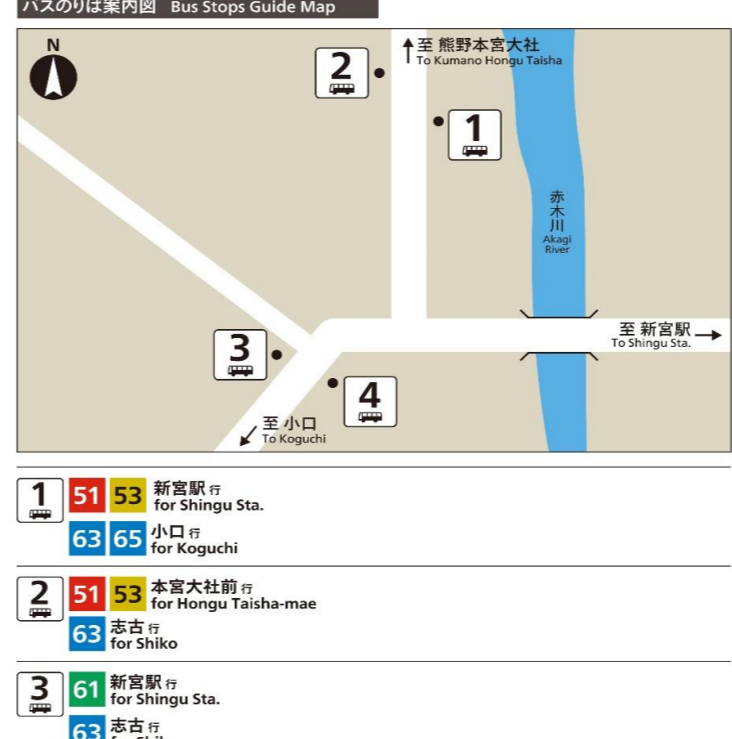 バスのりば案内図 Bus Stops Guide Map
N
至 熊野本宮大社
To Kumano Hongu Taisha
2
1
赤木川
Akagi
River
至 新宮駅
To Shingu Sta.
3
4
至 小口
To Koguchi
1 51 53 新宮駅 行
for Shingu Sta.
63 65 小口 行
for Koguchi
2 51 53 本宮大社前 行
for Hongu Taisha-mae
63 志古 行
for Shiko
3 61 新宮駅 行
for Shingu Sta.
63 志古 行